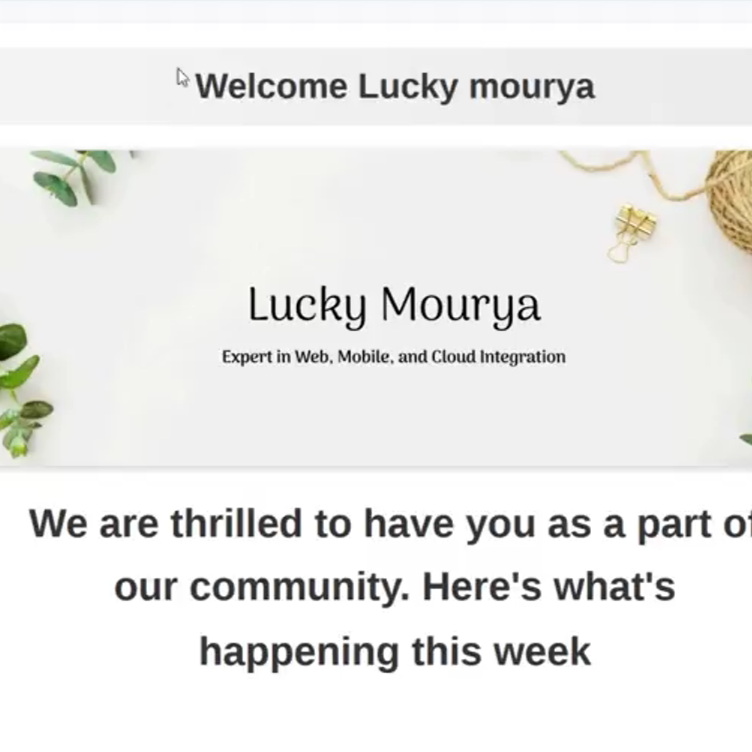 Welcome Lucky mourya
Lucky Mourya
Expert in Web, Mobile, and Cloud Integration
We are thrilled to have you as a part of
our community. Here's what's
happening this week